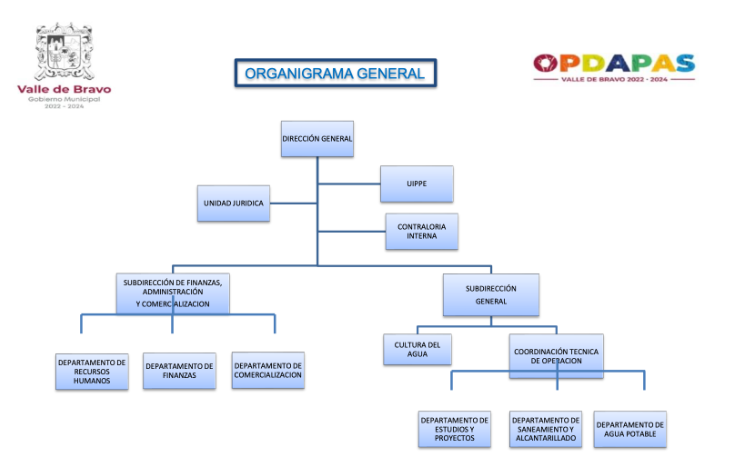 Valle de Bravo
Gobierno Municipal
2022 - 2024
ORGANIGRAMA GENERAL
OPDAPAS
VALLE DE BRAVO 2022 - 2024
DIRECCIÓN GENERAL
UIPPE
UNIDAD JURIDICA
CONTRALORIA
INTERNA
SUBDIRECCIÓN DE FINANZAS,
ADMINISTRACIÓN
Y COMERCIALIZACION
SUBDIRECCIÓN
GENERAL
CULTURA DEL
AGUA
COORDINACIÓN TECNICA
DE OPERACION
DEPARTAMENTO DE
RECURSOS
HUMANOS
DEPARTAMENTO DE
FINANZAS
DEPARTAMENTO DE
COMERCIALIZACION
DEPARTAMENTO DE
ESTUDIOS Y
PROYECTOS
DEPARTAMENTO DE
SANEAMIENTO Y
ALCANTARILLADO
DEPARTAMENTO DE
AGUA POTABLE